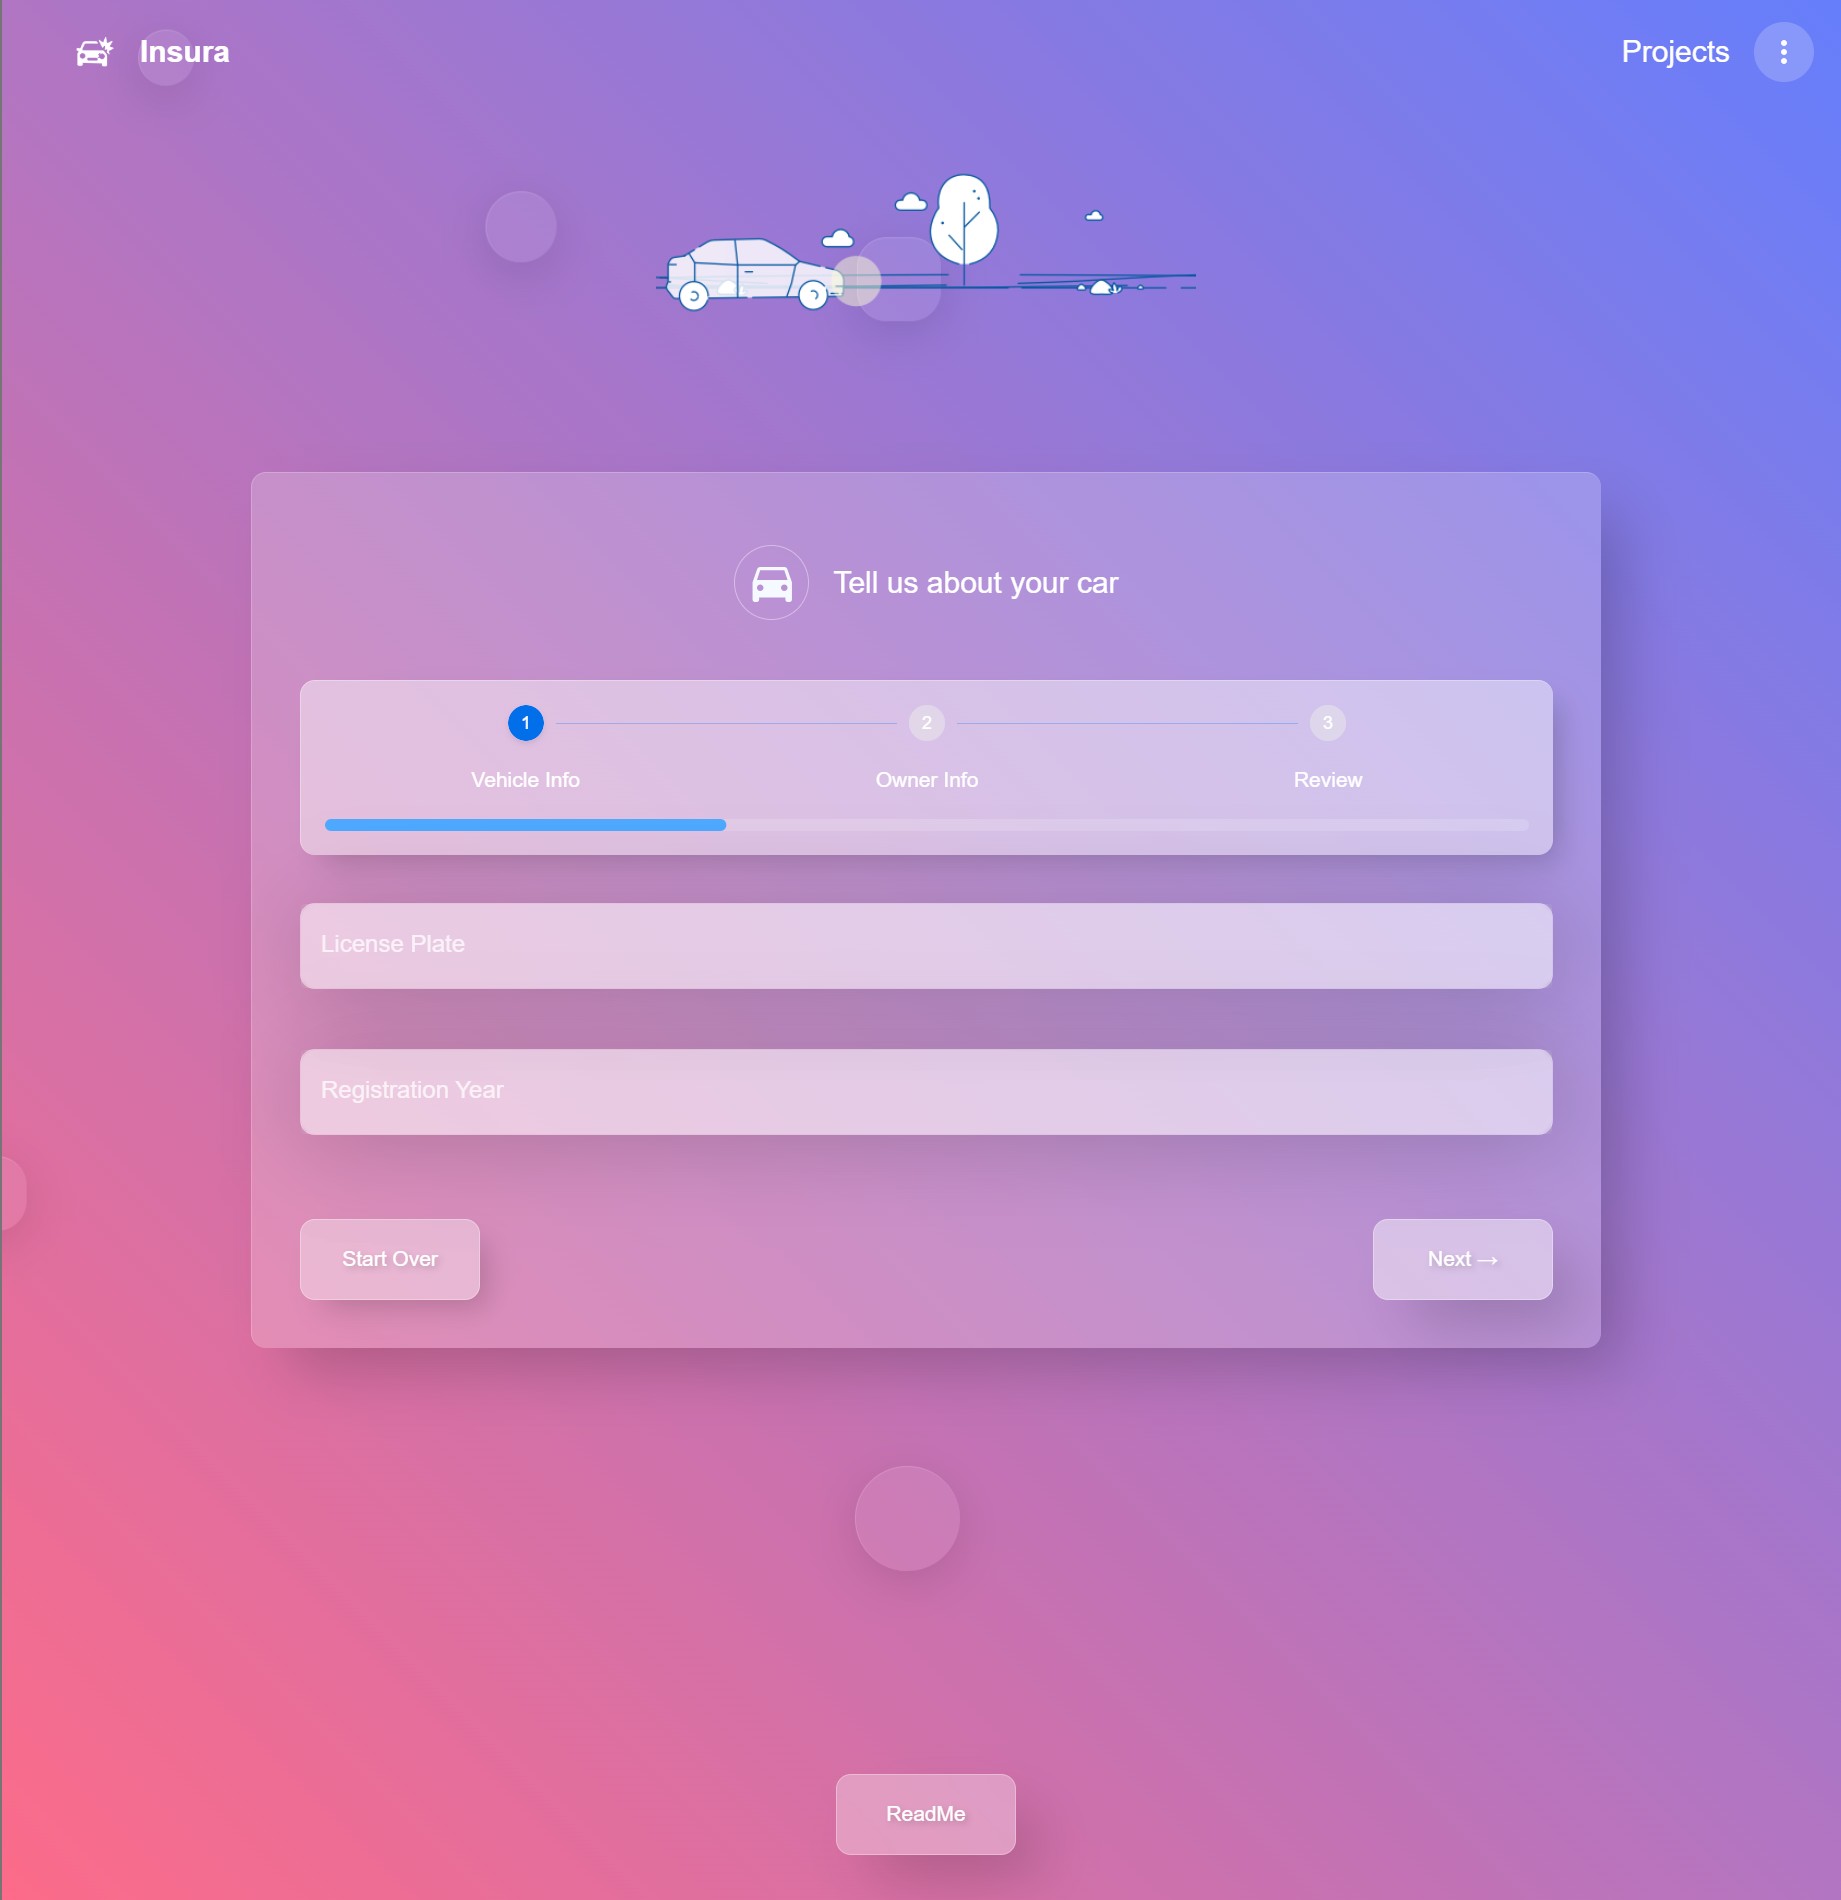 Insura
Projects
Tell us about your car
1
2
3
Vehicle Info
Owner Info
Review
License Plate
Registration Year
Start Over
Next →
ReadMe